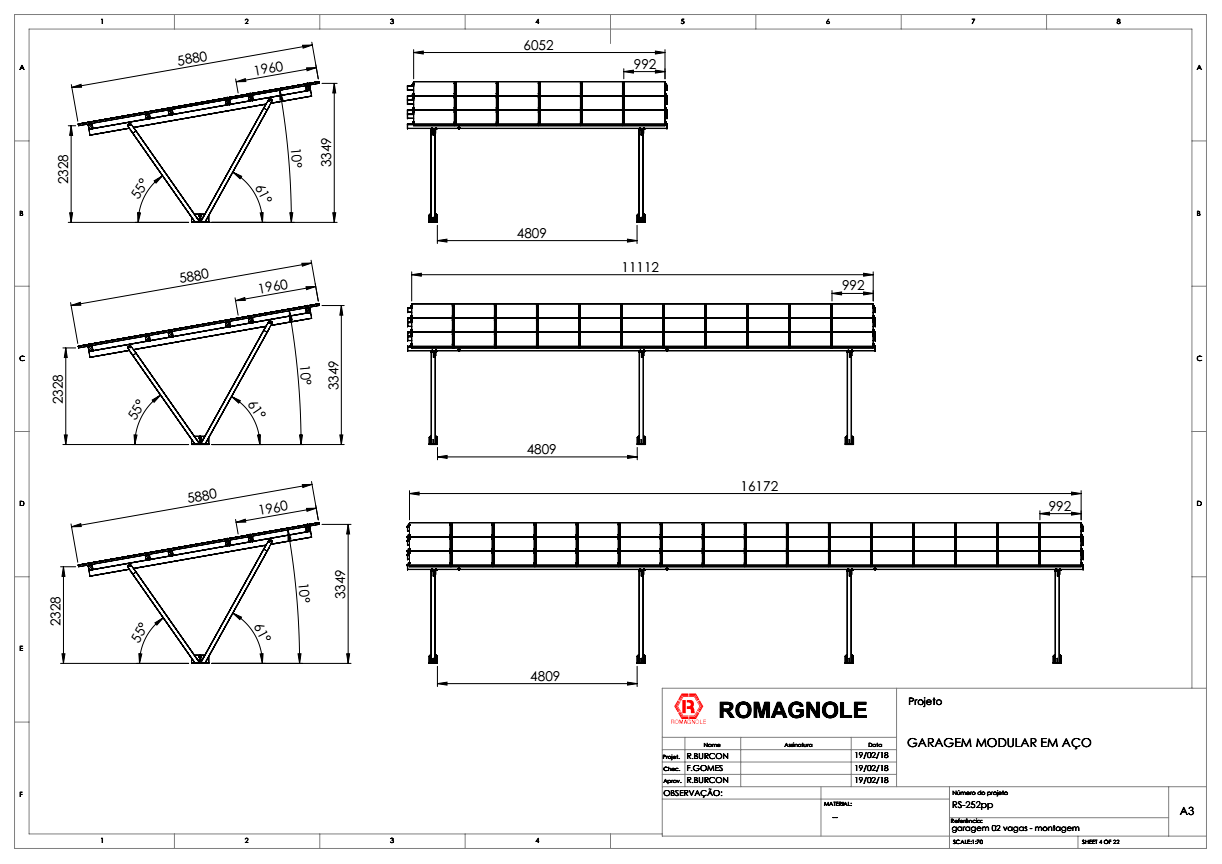 1 2 3 4 5 6 7 8
A A
B B
C C
D D
E
F
5880
1960
2328
3349
55°
61°
10°
6052
992
4809
5880
1960
2328
3349
55°
61°
10°
11112
992
4809
5880
1960
2328
3349
55°
61°
10°
16172
992
4809
ROMAGNOLE
ROMAGNOLE
Nome Assinatura Data
Projet. R.BURCON 19/02/18
Chec. F.GOMES 19/02/18
Aprov. R.BURCON 19/02/18
OBSERVAÇÃO:
MATERIAL:
—
Projeto
GARAGEM MODULAR EM AÇO
Número do projeto
RS-252pp
Referência:
garagem 02 vagas - montagem
A3
SCALE:1:70 SHEET 4 OF 22
1 2 3 4